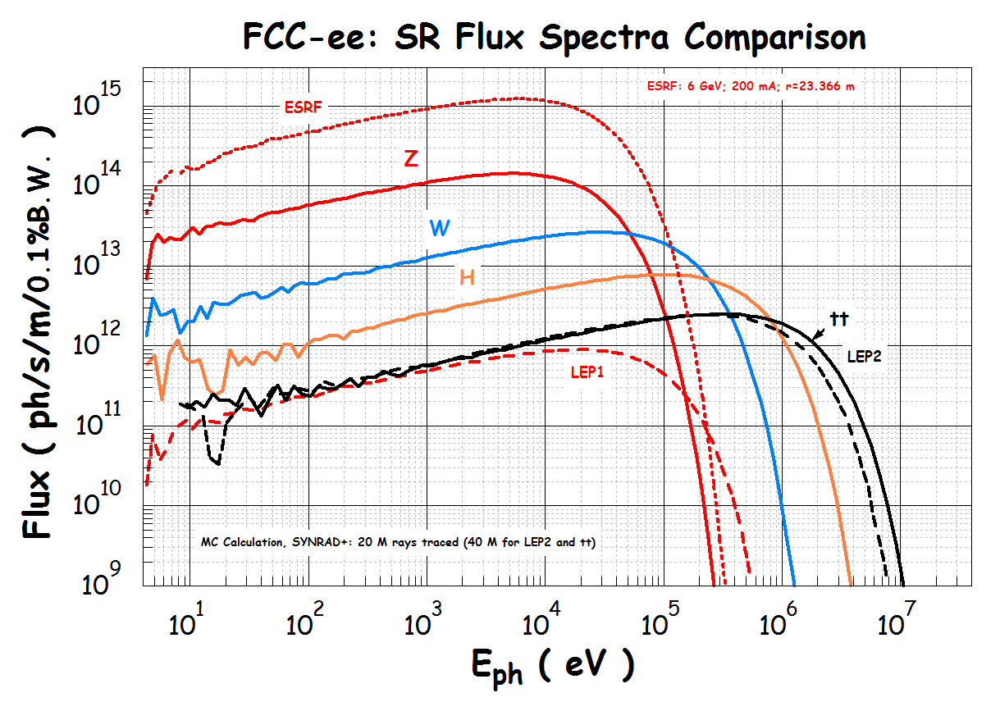 FCC-ee: SR Flux Spectra Comparison
ESRF: 6 GeV; 200 mA; r=23.366 m
ESRF
Z
W
H
tt
LEP2
LEP1
MC Calculation, SYNRAD+: 20 M rays traced (40 M for LEP2 and tt)
Flux ( ph/s/m/0.1%B.W. )
10^15
10^14
10^13
10^12
10^11
10^10
10^9
10^1 10^2 10^3 10^4 10^5 10^6 10^7
E_ph ( eV )